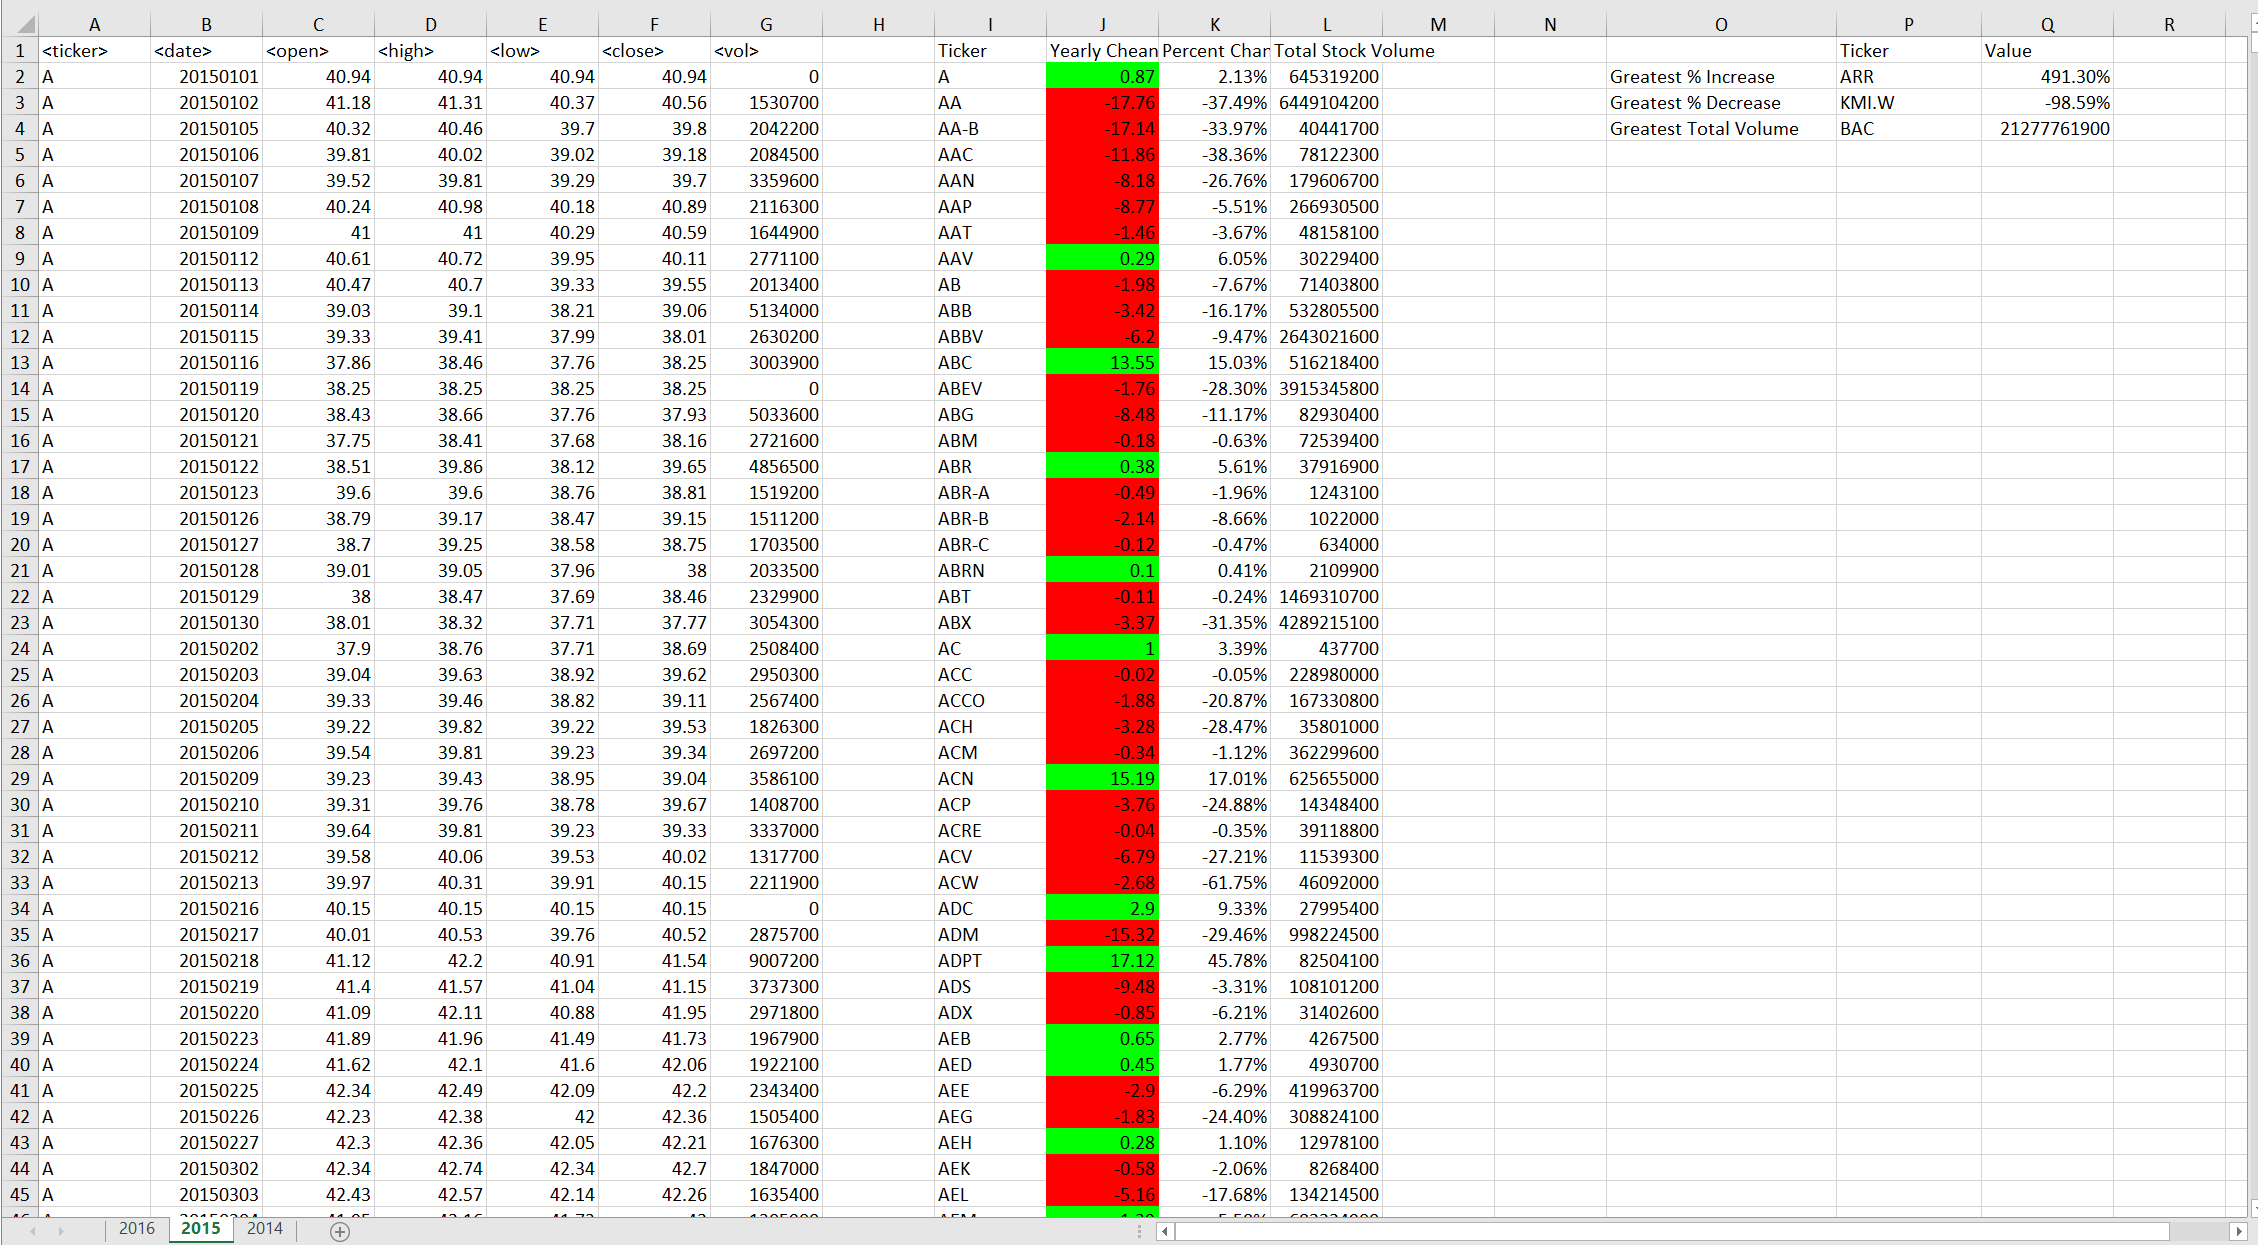 A B C D E F G H I J K L M N O P Q R
1 <ticker> <date> <open> <high> <low> <close> <vol> Ticker Yearly Chean Percent Char Total Stock Volume Ticker Value
2 A 20150101 40.94 40.94 40.94 40.94 0 A 0.87 2.13% 645319200 Greatest % Increase ARR 491.30%
3 A 20150102 41.18 41.31 40.37 40.56 1530700 AA -17.76 -37.49% 6449104200 Greatest % Decrease KMI.W -98.59%
4 A 20150105 40.32 40.46 39.7 39.8 2042200 AA-B -17.14 -33.97% 40441700 Greatest Total Volume BAC 21277761900
5 A 20150106 39.81 40.02 39.02 39.18 2084500 AAC -11.86 -38.36% 78122300
6 A 20150107 39.52 39.81 39.29 39.7 3359600 AAN -8.18 -26.76% 179606700
7 A 20150108 40.24 40.98 40.18 40.89 2116300 AAP -8.77 -5.51% 266930500
8 A 20150109 41 41 40.29 40.59 1644900 AAT -1.46 -3.67% 48158100
9 A 20150112 40.61 40.72 39.95 40.11 2771100 AAV 0.29 6.05% 30229400
10 A 20150113 40.47 40.7 39.33 39.55 2013400 AB -1.98 -7.67% 71403800
11 A 20150114 39.03 39.1 38.21 39.06 5134000 ABB -3.42 -16.17% 532805500
12 A 20150115 39.33 39.41 37.99 38.01 2630200 ABBV -6.2 -9.47% 2643021600
13 A 20150116 37.86 38.46 37.76 38.25 3003900 ABC 13.55 15.03% 516218400
14 A 20150119 38.25 38.25 38.25 38.25 0 ABEV -1.76 -28.30% 3915345800
15 A 20150120 38.43 38.66 37.76 37.93 5033600 ABG -8.48 -11.17% 82930400
16 A 20150121 37.75 38.41 37.68 38.16 2721600 ABM -0.18 -0.63% 72539400
17 A 20150122 38.51 39.86 38.12 39.65 4856500 ABR 0.38 5.61% 37916900
18 A 20150123 39.6 39.6 38.76 38.81 1519200 ABR-A -0.49 -1.96% 1243100
19 A 20150126 38.79 39.17 38.47 39.15 1511200 ABR-B -2.14 -8.66% 1022000
20 A 20150127 38.7 39.25 38.58 38.75 1703500 ABR-C -0.12 -0.47% 634000
21 A 20150128 39.01 39.05 37.96 38 2033500 ABRN 0.1 0.41% 2109900
22 A 20150129 38 38.47 37.69 38.46 2329900 ABT -0.11 -0.24% 1469310700
23 A 20150130 38.01 38.32 37.71 37.77 3054300 ABX -3.37 -31.35% 4289215100
24 A 20150202 37.9 38.76 37.71 38.69 2508400 AC 1 3.39% 437700
25 A 20150203 39.04 39.63 38.92 39.62 2950300 ACC -0.02 -0.05% 228980000
26 A 20150204 39.33 39.46 38.82 39.11 2567400 ACCO -1.88 -20.87% 167330800
27 A 20150205 39.22 39.82 39.22 39.53 1826300 ACH -3.28 -28.47% 35801000
28 A 20150206 39.54 39.81 39.23 39.34 2697200 ACM -0.34 -1.12% 362299600
29 A 20150209 39.23 39.43 38.95 39.04 3586100 ACN 15.19 17.01% 625655000
30 A 20150210 39.31 39.76 38.78 39.67 1408700 ACP -3.76 -24.88% 14348400
31 A 20150211 39.64 39.81 39.23 39.33 3337000 ACRE -0.04 -0.35% 39118800
32 A 20150212 39.58 40.06 39.53 40.02 1317700 ACV -6.79 -27.21% 11539300
33 A 20150213 39.97 40.31 39.91 40.15 2211900 ACW -2.68 -61.75% 46092000
34 A 20150216 40.15 40.15 40.15 40.15 0 ADC 2.9 9.33% 27995400
35 A 20150217 40.01 40.53 39.76 40.52 2875700 ADM -15.32 -29.46% 998224500
36 A 20150218 41.12 42.2 40.91 41.54 9007200 ADPT 17.12 45.78% 82504100
37 A 20150219 41.4 41.57 41.04 41.15 3737300 ADS -9.48 -3.31% 108101200
38 A 20150220 41.09 42.11 40.88 41.95 2971800 ADX -0.85 -6.21% 31402600
39 A 20150223 41.89 41.96 41.49 41.73 1967900 AEB 0.65 2.77% 4267500
40 A 20150224 41.62 42.1 41.6 42.06 1922100 AED 0.45 1.77% 4930700
41 A 20150225 42.34 42.49 42.09 42.2 2343400 AEE -2.9 -6.29% 419963700
42 A 20150226 42.23 42.38 42 42.36 1505400 AEG -1.83 -24.40% 308824100
43 A 20150227 42.3 42.36 42.05 42.21 1676300 AEH 0.28 1.10% 12978100
44 A 20150302 42.34 42.74 42.34 42.7 1847000 AEK -0.58 -2.06% 8268400
45 A 20150303 42.43 42.57 42.14 42.26 1635400 AEL -5.16 -17.68% 134214500
2016 2015 2014